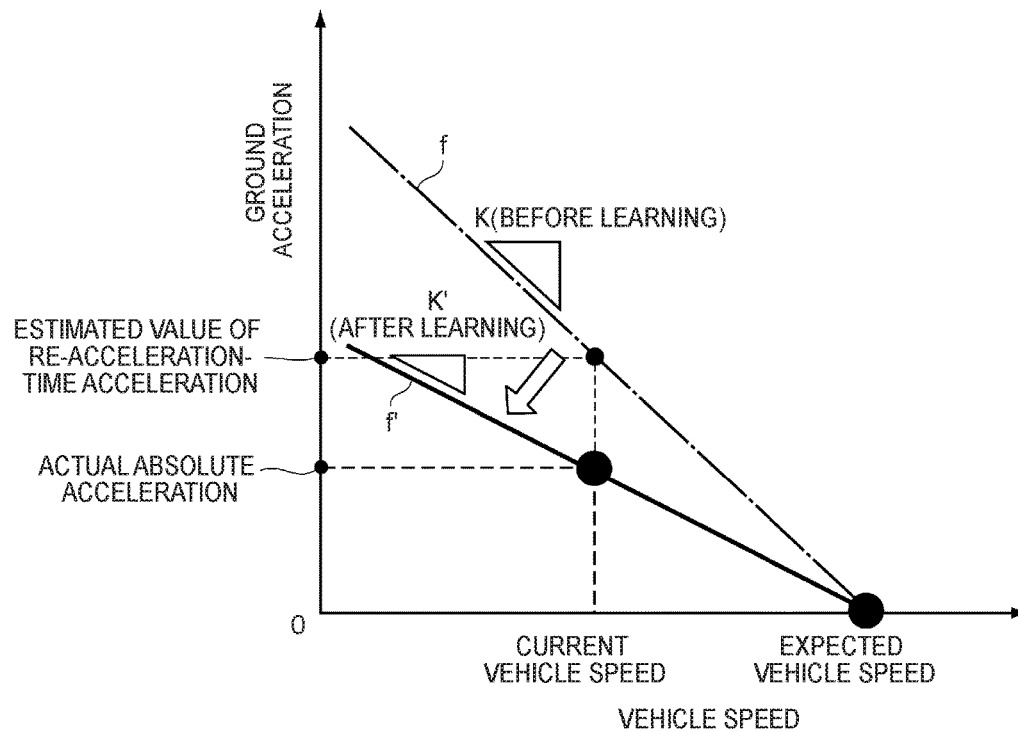 GROUND
ACCELERATION
f
K(BEFORE LEARNING)
K'
(AFTER LEARNING)
ESTIMATED VALUE OF
RE-ACCELERATION-
TIME ACCELERATION
f'
ACTUAL ABSOLUTE
ACCELERATION
0
CURRENT
VEHICLE SPEED
EXPECTED
VEHICLE SPEED
VEHICLE SPEED